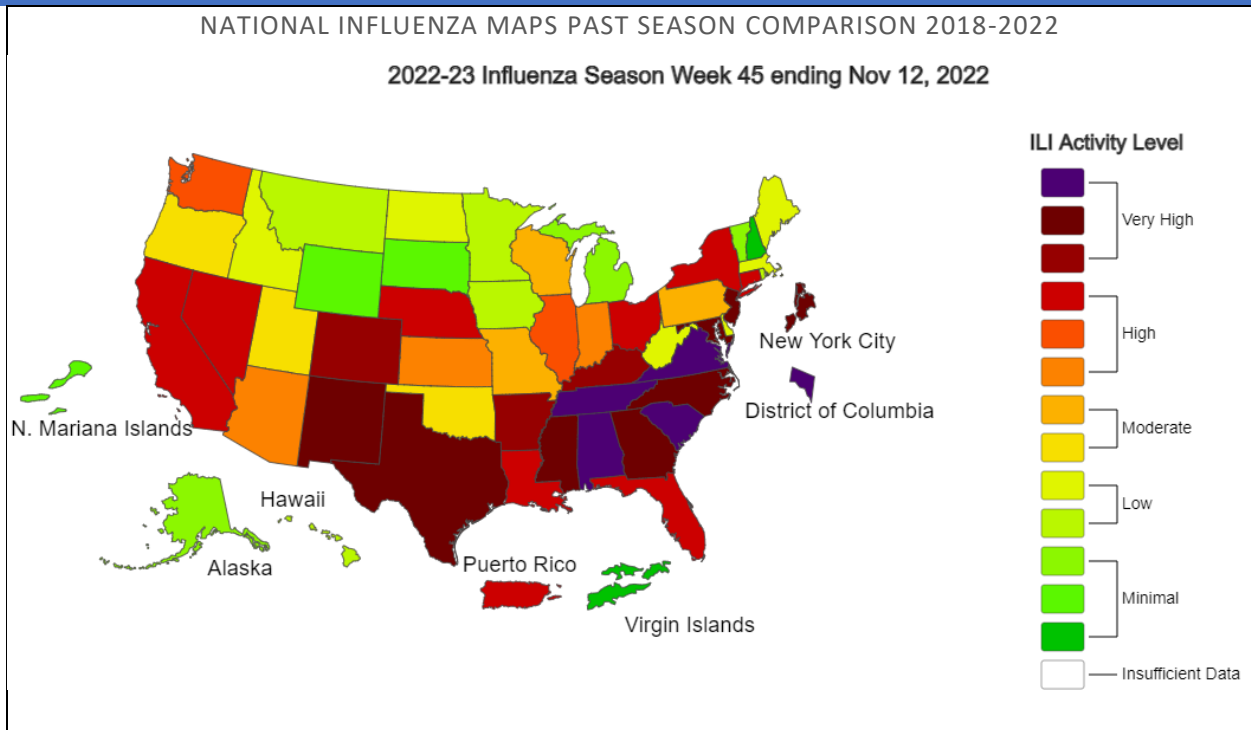 NATIONAL INFLUENZA MAPS PAST SEASON COMPARISON 2018-2022
2022-23 Influenza Season Week 45 ending Nov 12, 2022
ILI Activity Level
Very High
High
Moderate
Low
Minimal
Insufficient Data
New York City
District of Columbia
N. Mariana Islands
Hawaii
Alaska
Puerto Rico
Virgin Islands